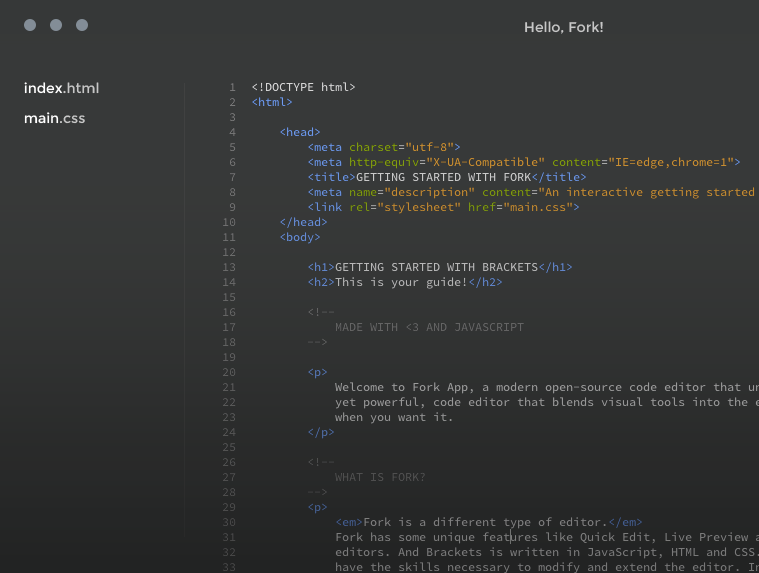 Hello, Fork!
index.html
main.css
1 <!DOCTYPE html>
2 <html>
3
4 <head>
5 <meta charset="utf-8">
6 <meta http-equiv="X-UA-Compatible" content="IE=edge,chrome=1">
7 <title>GETTING STARTED WITH FORK</title>
8 <meta name="description" content="An interactive getting started
9 <link rel="stylesheet" href="main.css">
10 </head>
11 <body>
12
13 <h1>GETTING STARTED WITH BRACKETS</h1>
14 <h2>This is your guide!</h2>
15
16 <!--
17 MADE WITH <3 AND JAVASCRIPT
18 -->
19
20 <p>
21 Welcome to Fork App, a modern open-source code editor that un
22 yet powerful, code editor that blends visual tools into the e
23 when you want it.
24 </p>
25
26 <!--
27 WHAT IS FORK?
28 -->
29 <p>
30 <em>Fork is a different type of editor.</em>
31 Fork has some unique features like Quick Edit, Live Preview a
32 editors. And Brackets is written in JavaScript, HTML and CSS.
33 have the skills necessary to modify and extend the editor. In